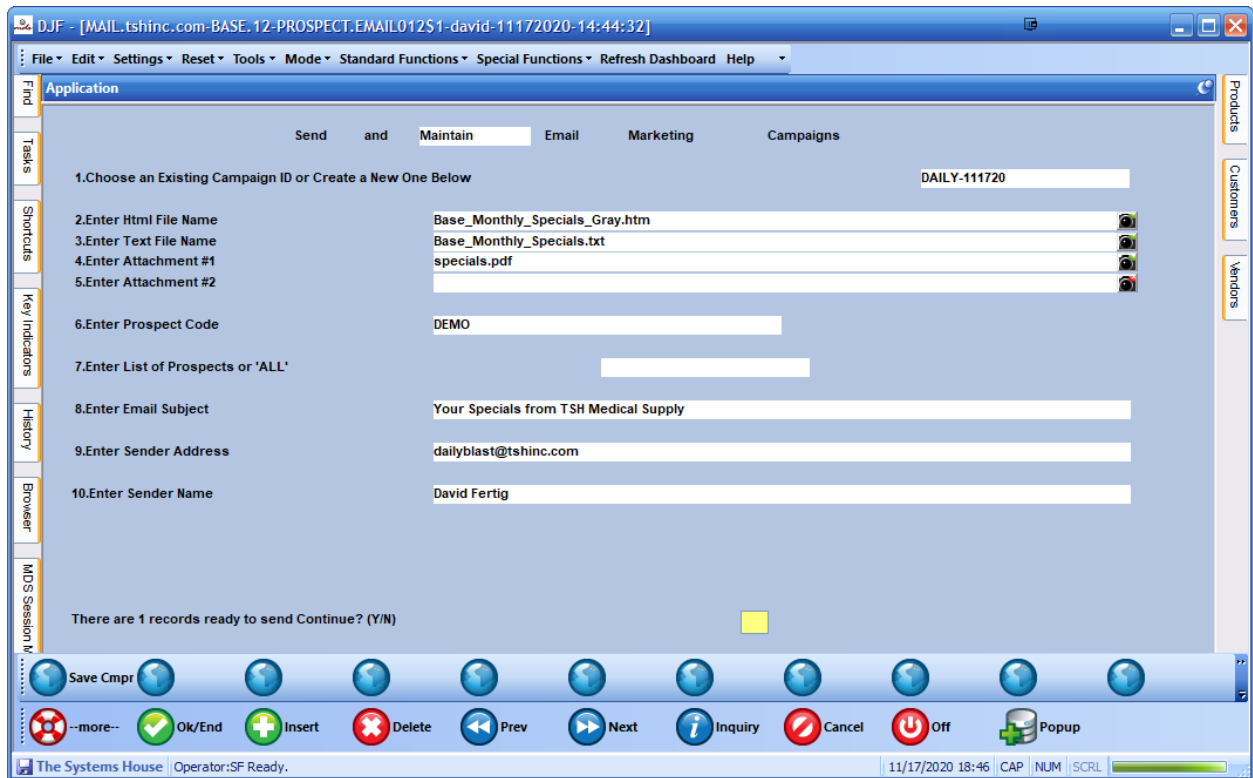 DJF - [MAIL.tshinc.com-BASE.12-PROSPECT.EMAIL012$1-david-11172020-14:44:32]
File Edit Settings Reset Tools Mode Standard Functions Special Functions Refresh Dashboard Help
Application
Find
Tasks
Shortcuts
Key Indicators
History
Browser
MDS Session M
Products
Customers
Vendors
Send and Maintain Email Marketing Campaigns
1.Choose an Existing Campaign ID or Create a New One Below DAILY-111720
2.Enter Html File Name Base_Monthly_Specials_Gray.htm
3.Enter Text File Name Base_Monthly_Specials.txt
4.Enter Attachment #1 specials.pdf
5.Enter Attachment #2
6.Enter Prospect Code DEMO
7.Enter List of Prospects or 'ALL'
8.Enter Email Subject Your Specials from TSH Medical Supply
9.Enter Sender Address dailyblast@tshinc.com
10.Enter Sender Name David Fertig
There are 1 records ready to send Continue? (Y/N)
Save Cmpr
--more-- Ok/End Insert Delete Prev Next Inquiry Cancel Off Popup
The Systems House Operator:SF Ready. 11/17/2020 18:46 CAP NUM SCRL